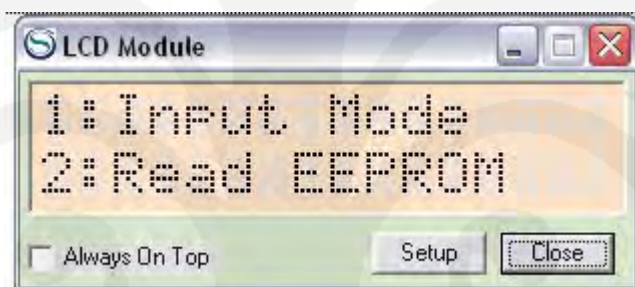 LCD Module
1:Input Mode
2:Read EEPROM
Always On Top
Setup
Close